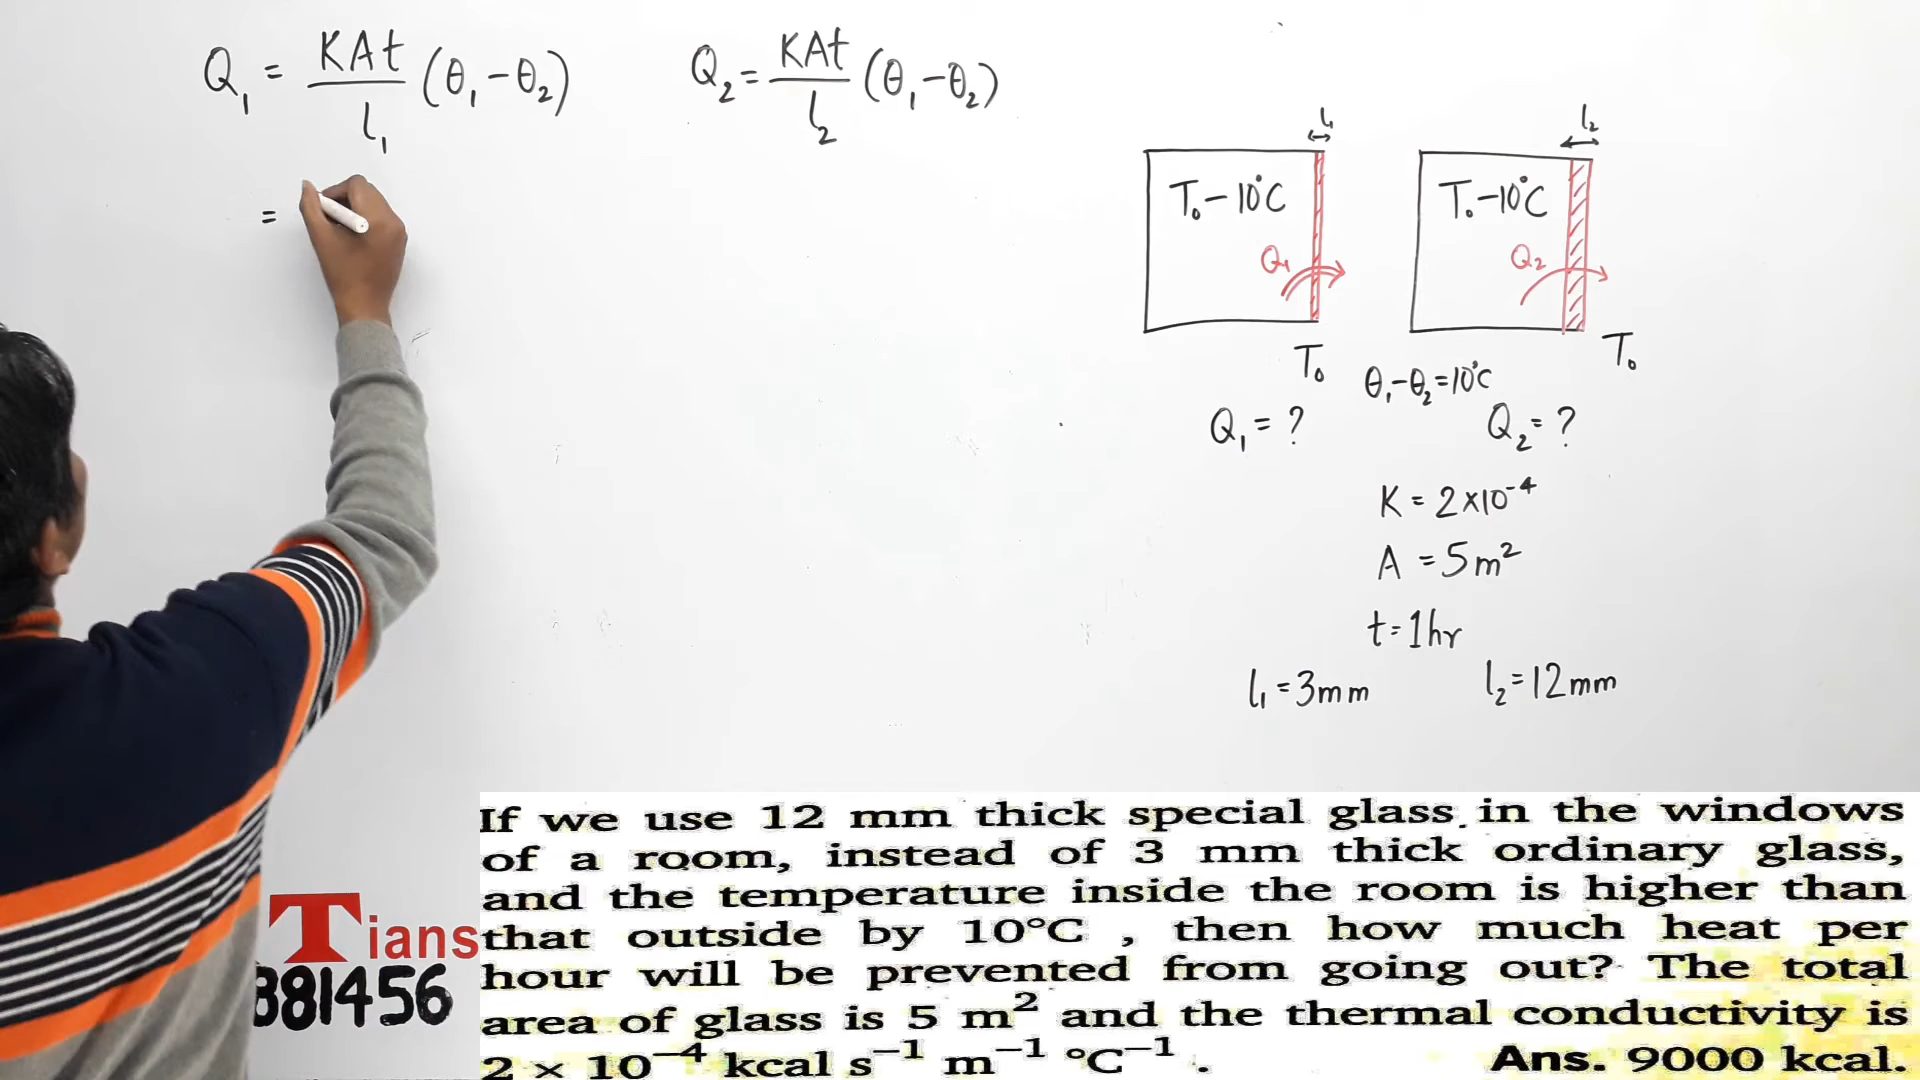 Q₁ = KAt/l₁ (θ₁-θ₂)
Q₂ = KAt/l₂ (θ₁-θ₂)
=
l₁
l₂
T₀-10°C
T₀-10°C
Q₁
Q₂
T₀
T₀
θ₁-θ₂=10°C
Q₁ = ?
Q₂ = ?
K = 2×10⁻⁴
A = 5m²
t = 1hr
l₁ = 3mm
l₂ = 12mm
If we use 12 mm thick special glass in the windows
of a room, instead of 3 mm thick ordinary glass,
and the temperature inside the room is higher than
that outside by 10°C , then how much heat per
hour will be prevented from going out? The total
area of glass is 5 m² and the thermal conductivity is
2 × 10⁻⁴ kcal s⁻¹ m⁻¹ °C⁻¹ . Ans. 9000 kcal.
Tians
881456